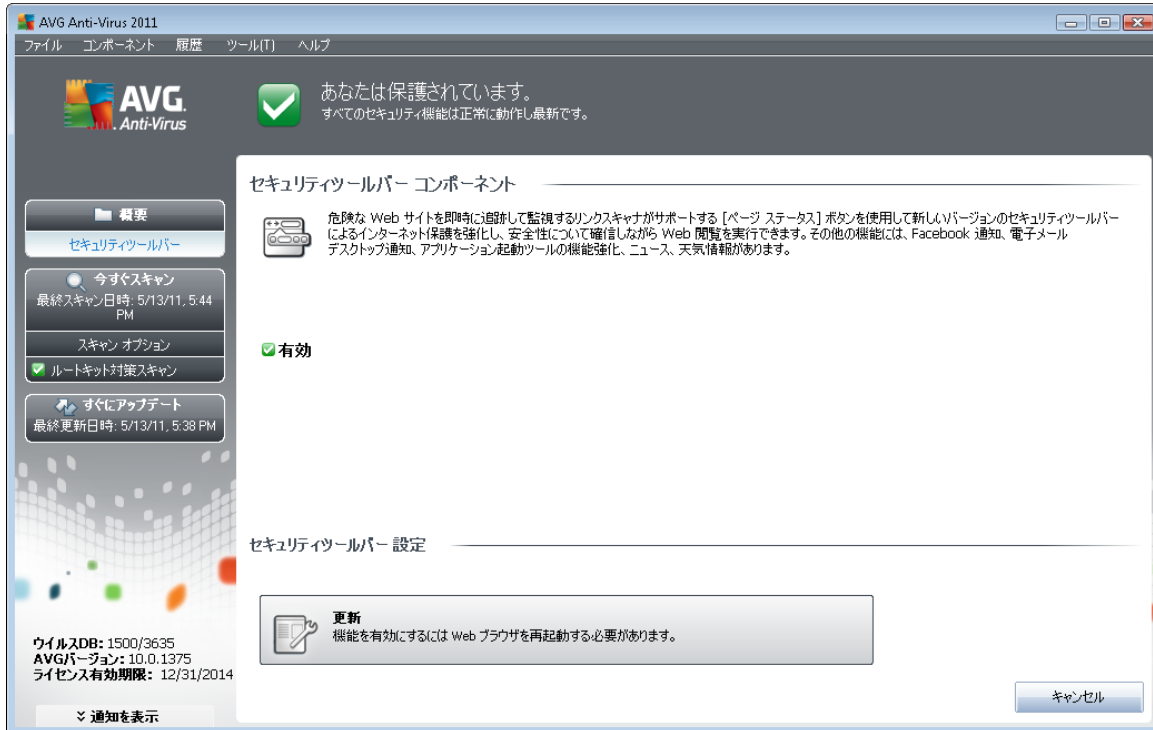 AVG Anti-Virus 2011
ファイル コンポーネント 履歴 ツール(T) ヘルプ
AVG.
Anti-Virus
あなたは保護されています。
すべてのセキュリティ機能は正常に動作し最新です。
概要
セキュリティツールバー
今すぐスキャン
最終スキャン日時: 5/13/11, 5:44
PM
スキャン オプション
ルートキット対策スキャン
すぐにアップデート
最終更新日時: 5/13/11, 5:38 PM
ウイルスDB: 1500/3635
AVGバージョン: 10.0.1375
ライセンス有効期限: 12/31/2014
通知を表示
セキュリティツールバー コンポーネント
危険な Web サイトを即時に追跡して監視するリンクスキャナがサポートする [ページ ステータス] ボタンを使用して新しいバージョンのセキュリティツールバー
によるインターネット保護を強化し、安全性について確信しながら Web 閲覧を実行できます。その他の機能には、Facebook 通知、電子メール
デスクトップ通知、アプリケーション起動ツールの機能強化、ニュース、天気情報があります。
有効
セキュリティツールバー 設定
更新
機能を有効にするには Web ブラウザを再起動する必要があります。
キャンセル